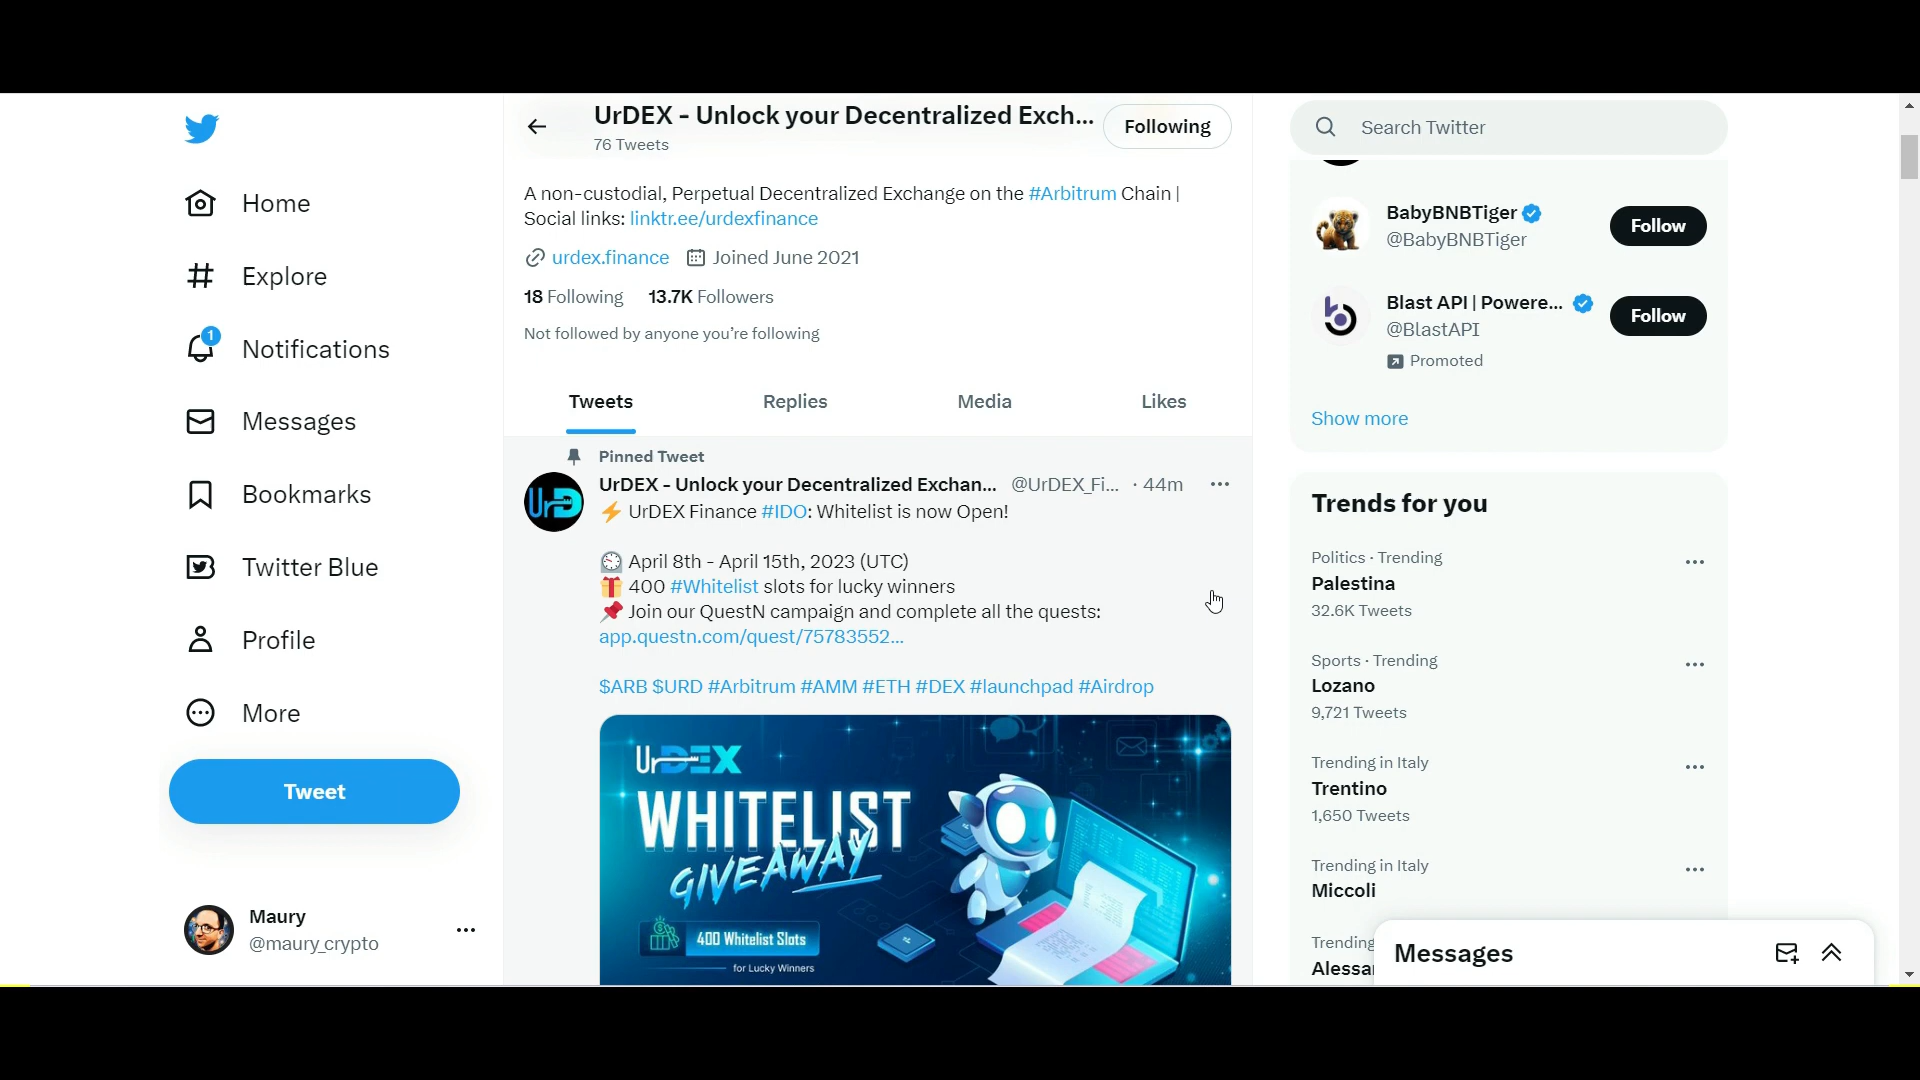 Home
Explore
1
Notifications
Messages
Bookmarks
Twitter Blue
Profile
More
Tweet
Maury
@maury_crypto
UrDEX - Unlock your Decentralized Exch...
76 Tweets
Following
A non-custodial, Perpetual Decentralized Exchange on the #Arbitrum Chain |
Social links: linktr.ee/urdexfinance
urdex.finance Joined June 2021
18 Following 13.7K Followers
Not followed by anyone you're following
Tweets Replies Media Likes
Pinned Tweet
UrDEX - Unlock your Decentralized Exchan... @UrDEX_Fi... · 44m
⚡ UrDEX Finance #IDO: Whitelist is now Open!
🕓 April 8th - April 15th, 2023 (UTC)
🎁 400 #Whitelist slots for lucky winners
📌 Join our QuestN campaign and complete all the quests:
app.questn.com/quest/75783552...
$ARB $URD #Arbitrum #AMM #ETH #DEX #launchpad #Airdrop
UrD
UrDEX
WHITELIST
GIVEAWAY
400 Whitelist Slots
for Lucky Winners
Search Twitter
BabyBNBTiger
@BabyBNBTiger
Follow
Blast API | Powere...
@BlastAPI
Follow
Promoted
Show more
Trends for you
Politics · Trending
Palestina
32.6K Tweets
Sports · Trending
Lozano
9,721 Tweets
Trending in Italy
Trentino
1,650 Tweets
Trending in Italy
Miccoli
Trending
Alessa
Messages